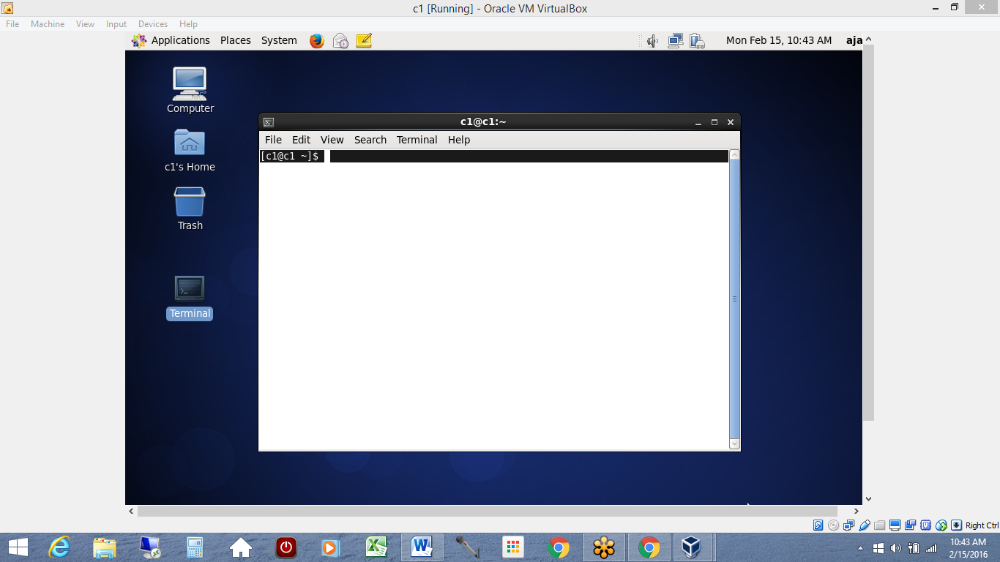 c1 [Running] - Oracle VM VirtualBox
File Machine View Input Devices Help
Applications Places System Mon Feb 15, 10:43 AM aja
Computer
c1's Home
Trash
Terminal
c1@c1:~
File Edit View Search Terminal Help
[c1@c1 ~]$
Right Ctrl
10:43 AM
2/15/2016